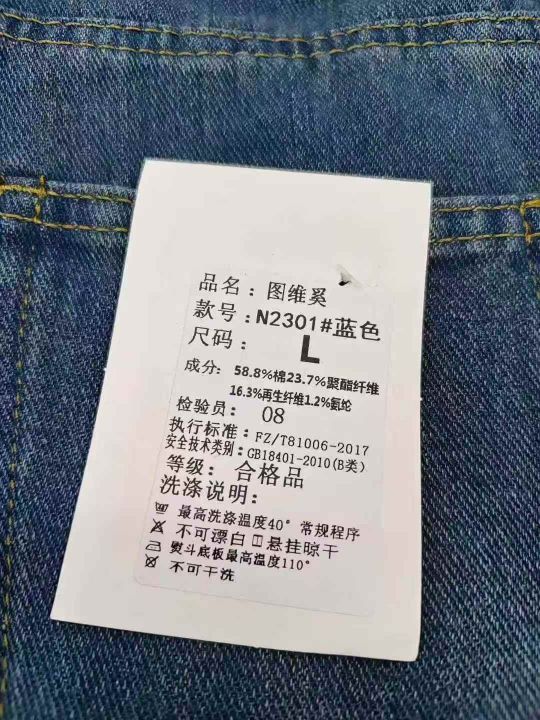 品名：图维奚
款号：N2301#蓝色
尺码：L
成分：58.8%棉23.7%聚酯纤维
16.3%再生纤维1.2%氨纶
检验员：08
执行标准：FZ/T81006-2017
安全技术类别：GB18401-2010(B类)
等级：合格品
洗涤说明：
最高洗涤温度40°常规程序
不可漂白 悬挂晾干
熨斗底板最高温度110°
不可干洗